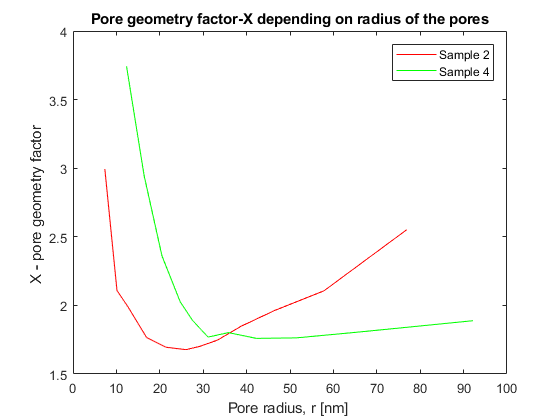 Pore geometry factor-X depending on radius of the pores
4
3.5
3
2.5
2
1.5
X - pore geometry factor
Sample 2
Sample 4
0 10 20 30 40 50 60 70 80 90 100
Pore radius, r [nm]